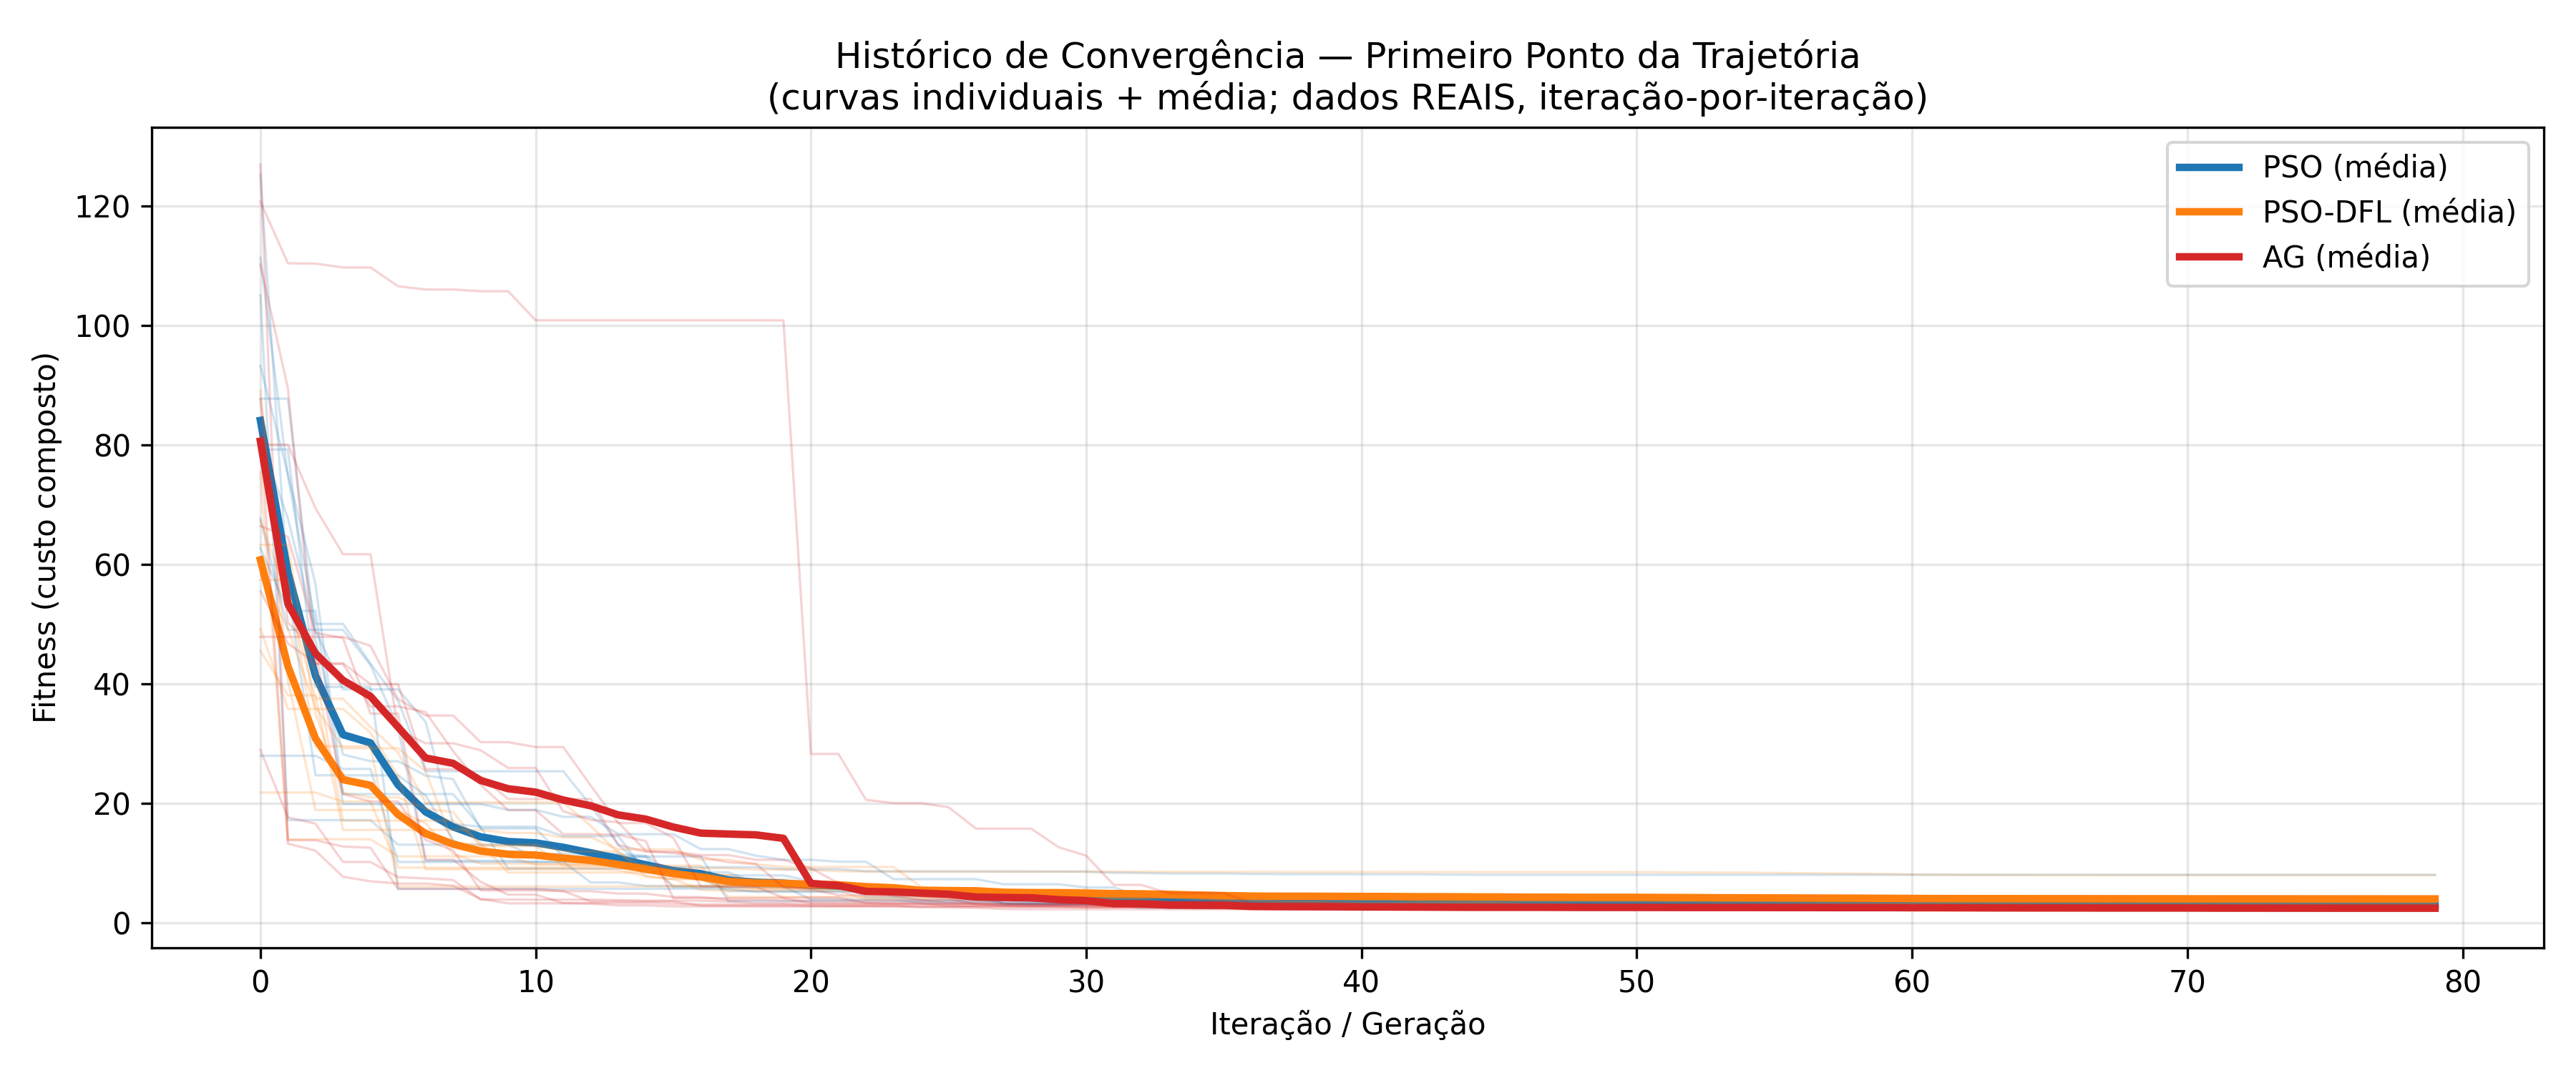 Histórico de Convergência — Primeiro Ponto da Trajetória
(curvas individuais + média; dados REAIS, iteração-por-iteração)
PSO (média)
PSO-DFL (média)
AG (média)
Fitness (custo composto)
120
100
80
60
40
20
0
0 10 20 30 40 50 60 70 80
Iteração / Geração